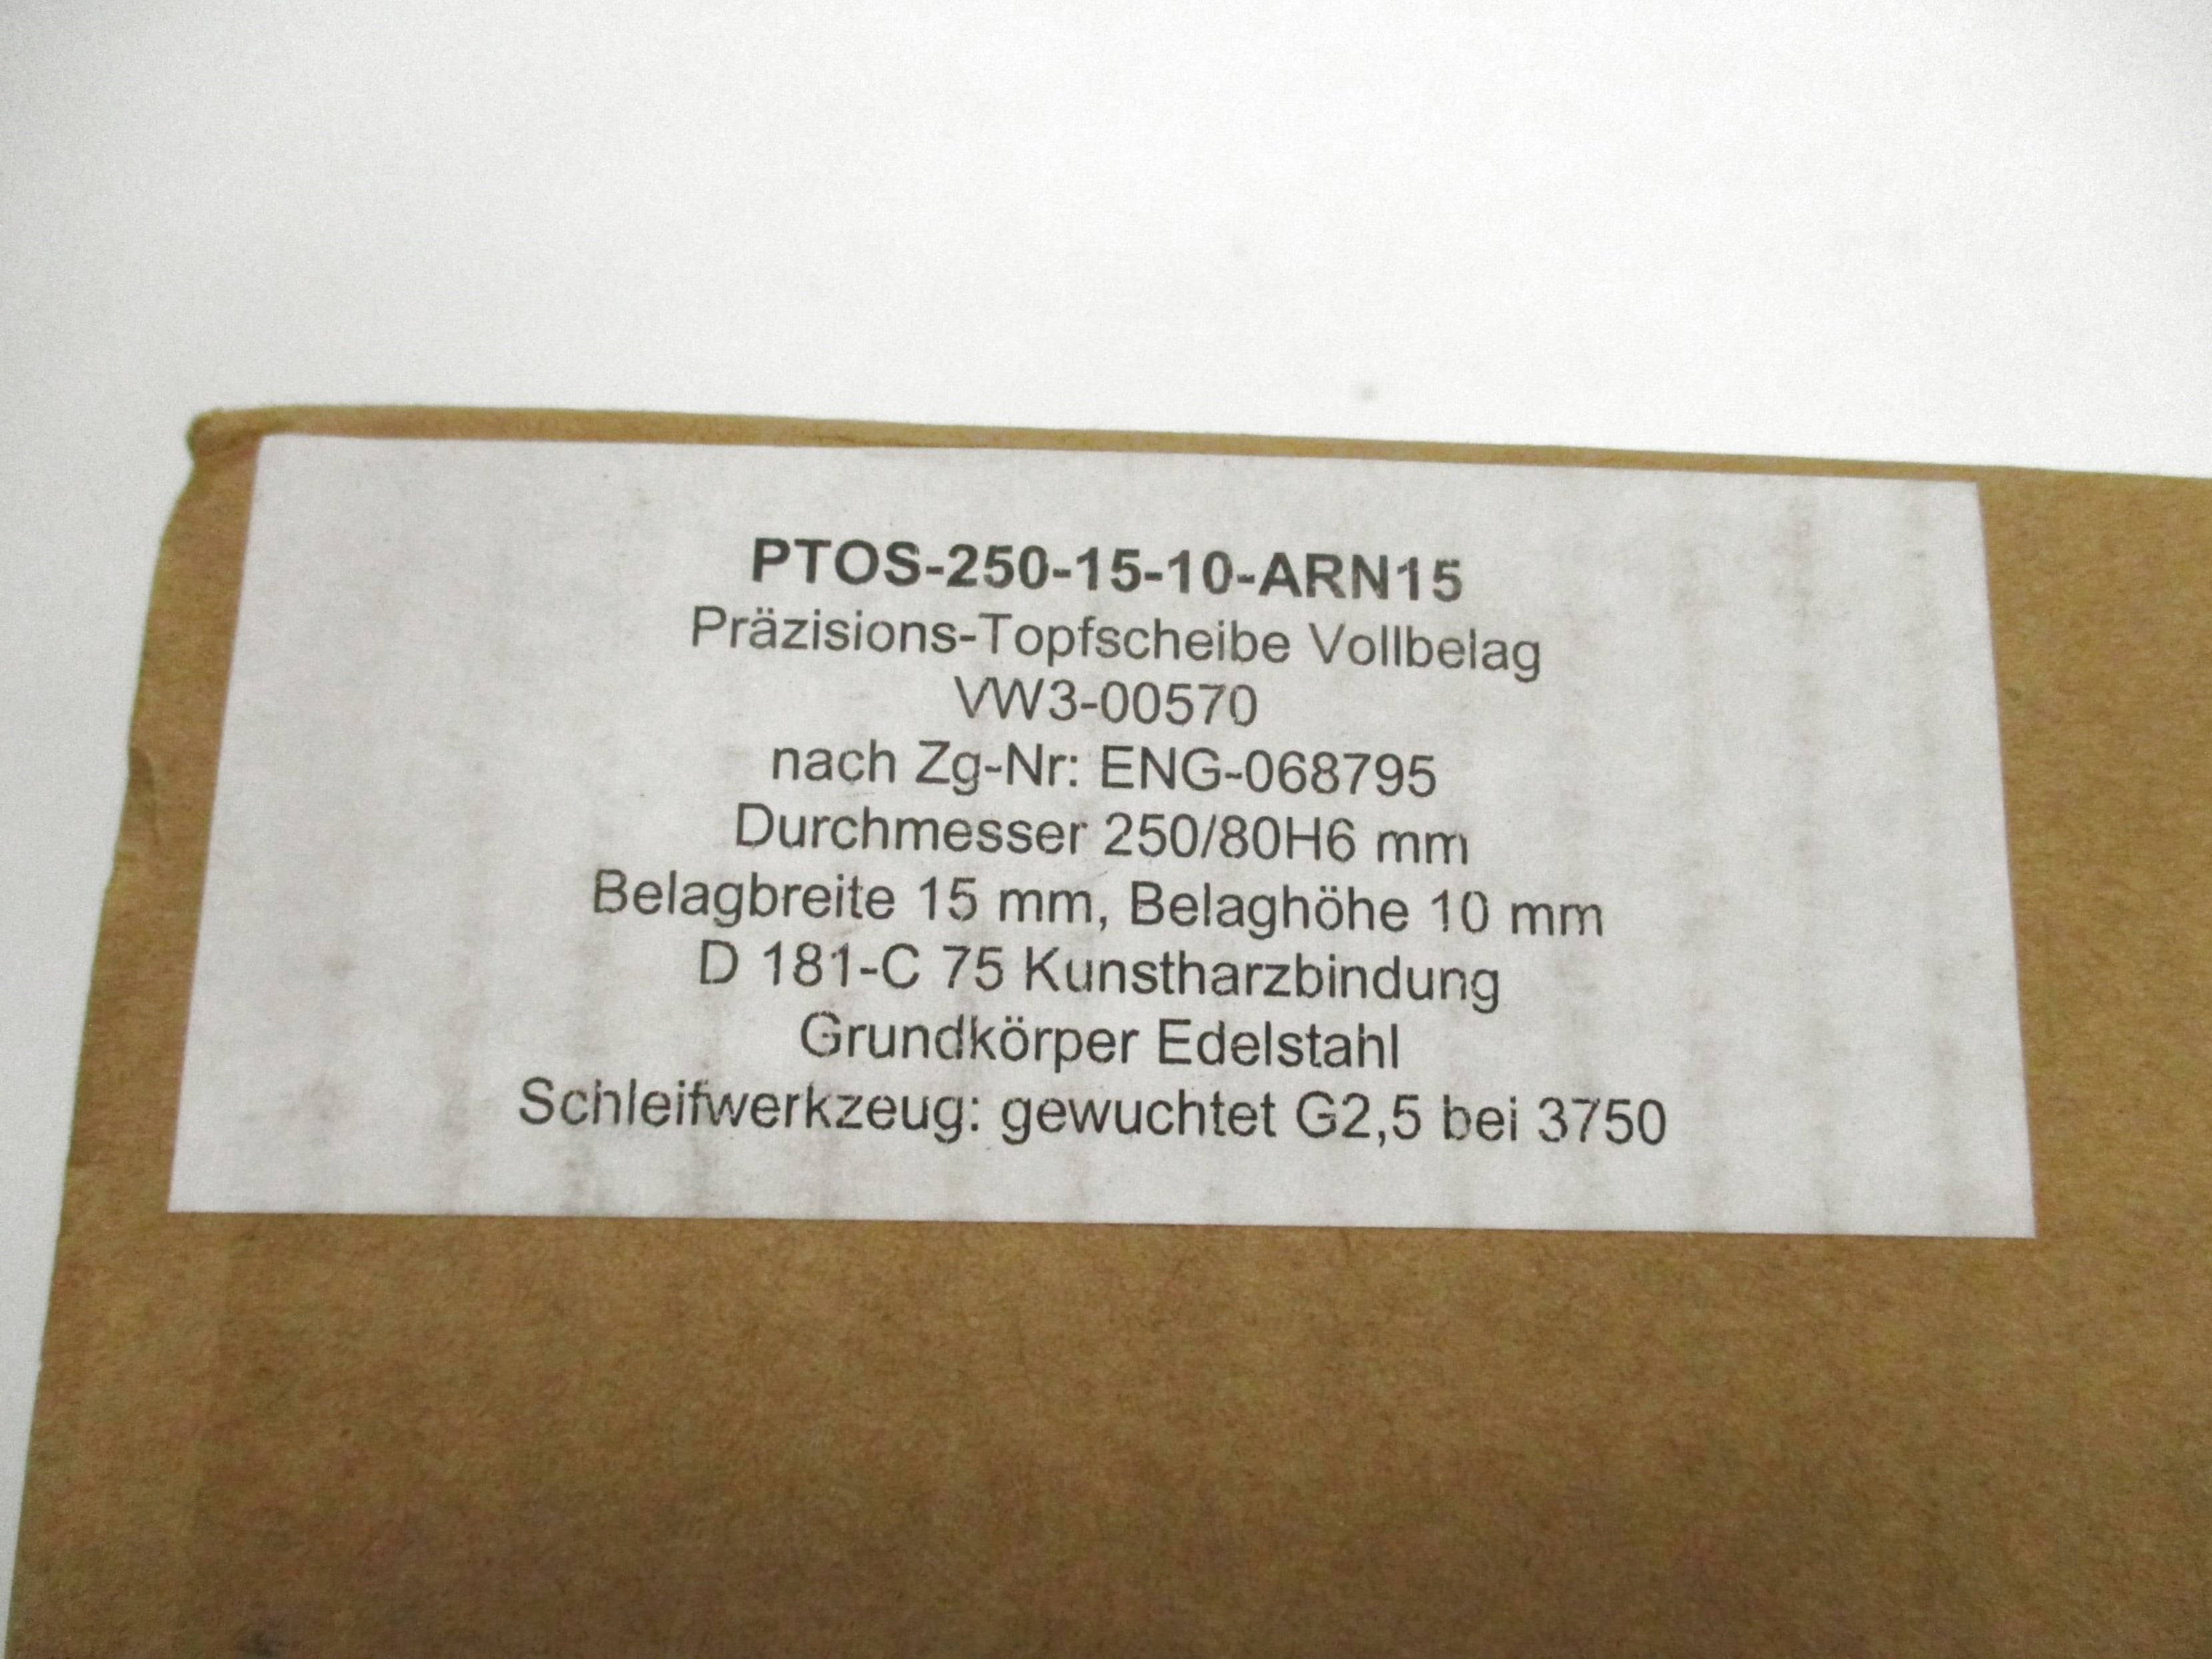 PTOS-250-15-10-ARN15
Präzisions-Topfscheibe Vollbelag
VW3-00570
nach Zg-Nr: ENG-068795
Durchmesser 250/80H6 mm
Belagbreite 15 mm, Belaghöhe 10 mm
D 181-C 75 Kunstharzbindung
Grundkörper Edelstahl
Schleifwerkzeug: gewuchtet G2,5 bei 3750